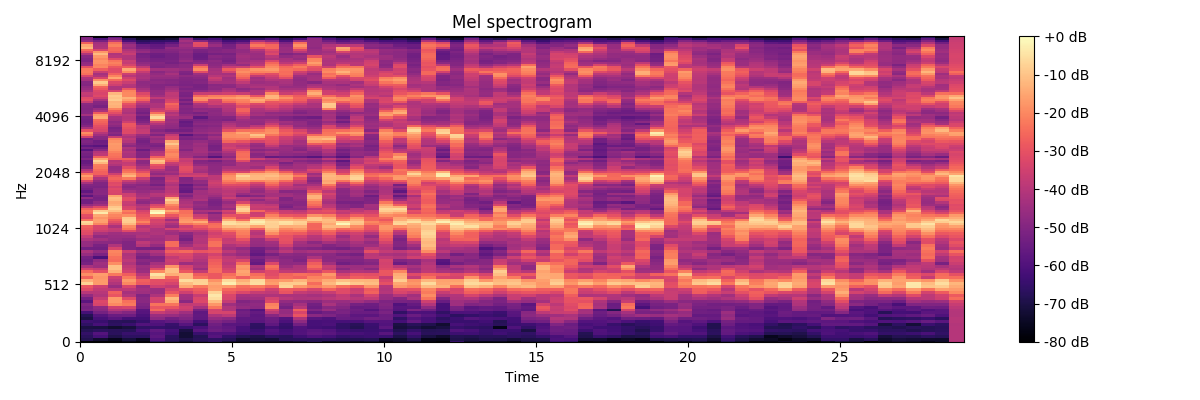 Mel spectrogram
8192
4096
2048
1024
512
0
Hz
0 5 10 15 20 25
Time
+0 dB
-10 dB
-20 dB
-30 dB
-40 dB
-50 dB
-60 dB
-70 dB
-80 dB